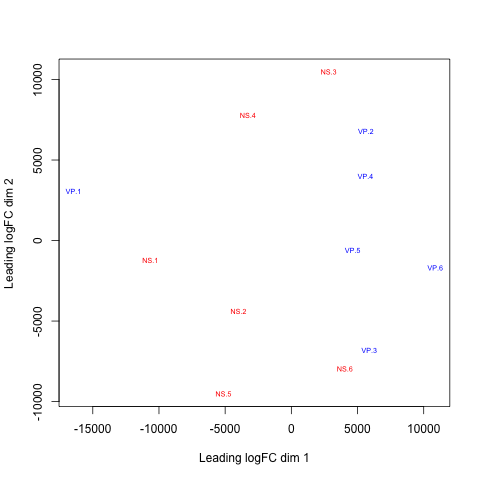 NS.3
NS.4
VP.2
VP.4
VP.1
VP.5
NS.1
VP.6
NS.2
VP.3
NS.6
NS.5
10000
5000
0
-5000
-10000
Leading logFC dim 2
-15000 -10000 -5000 0 5000 10000
Leading logFC dim 1